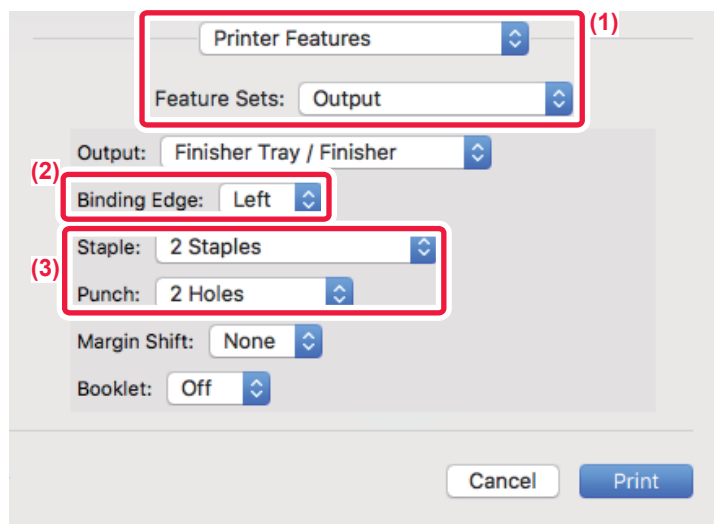 (1)
Printer Features
Feature Sets: Output
Output: Finisher Tray / Finisher
(2)
Binding Edge: Left
Staple: 2 Staples
(3)
Punch: 2 Holes
Margin Shift: None
Booklet: Off
Cancel Print